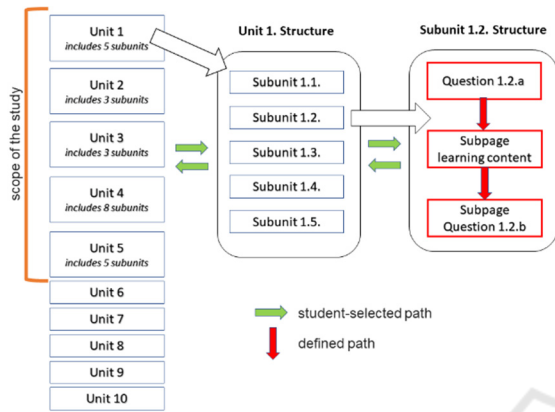 scope of the study
Unit 1
includes 5 subunits
Unit 2
includes 3 subunits
Unit 3
includes 3 subunits
Unit 4
includes 8 subunits
Unit 5
includes 5 subunits
Unit 6
Unit 7
Unit 8
Unit 9
Unit 10
Unit 1. Structure
Subunit 1.1.
Subunit 1.2.
Subunit 1.3.
Subunit 1.4.
Subunit 1.5.
Subunit 1.2. Structure
Question 1.2.a
Subpage
learning content
Subpage
Question 1.2.b
student-selected path
defined path